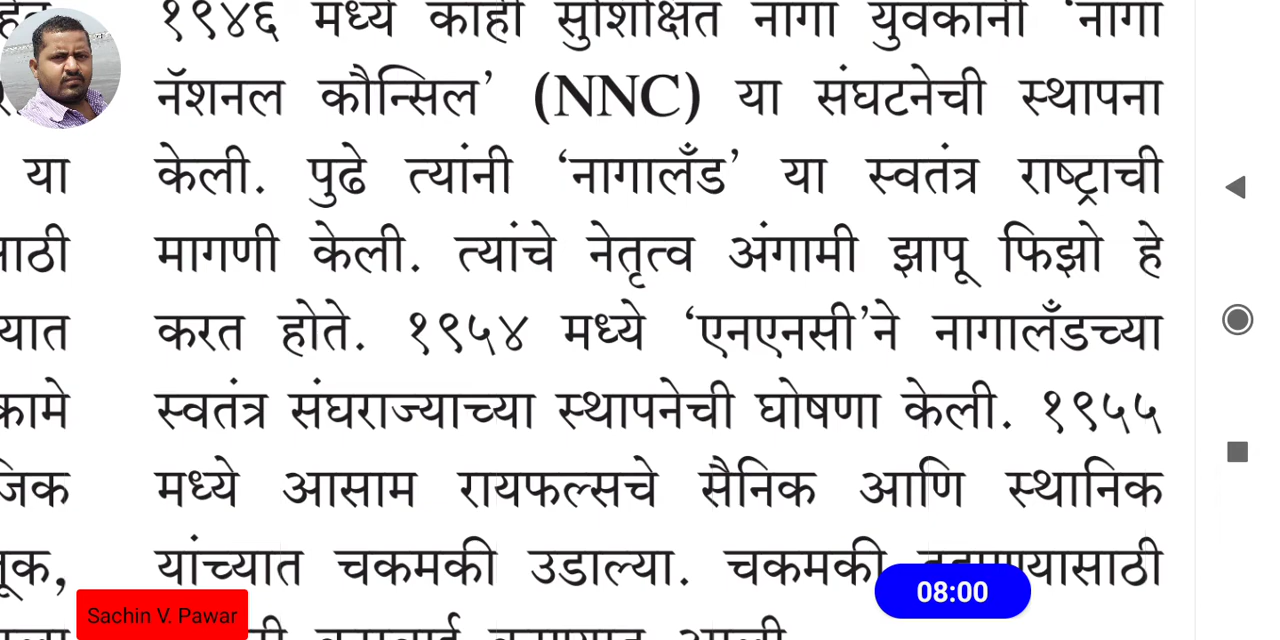 १९४६ मध्ये काही सुशिक्षित नागा युवकांनी ‘नागा
नॅशनल कौन्सिल’ (NNC) या संघटनेची स्थापना
या
केली. पुढे त्यांनी ‘नागालँड’ या स्वतंत्र राष्ट्राची
मागणी केली. त्यांचे नेतृत्व अंगामी झापू फिझो हे
करत होते. १९५४ मध्ये ‘एनएनसी’ने नागालँडच्या
स्वतंत्र संघराज्याच्या स्थापनेची घोषणा केली. १९५५
मध्ये आसाम रायफल्सचे सैनिक आणि स्थानिक
यांच्यात चकमकी उडाल्या. चकमकी
08:00
Sachin V. Pawar